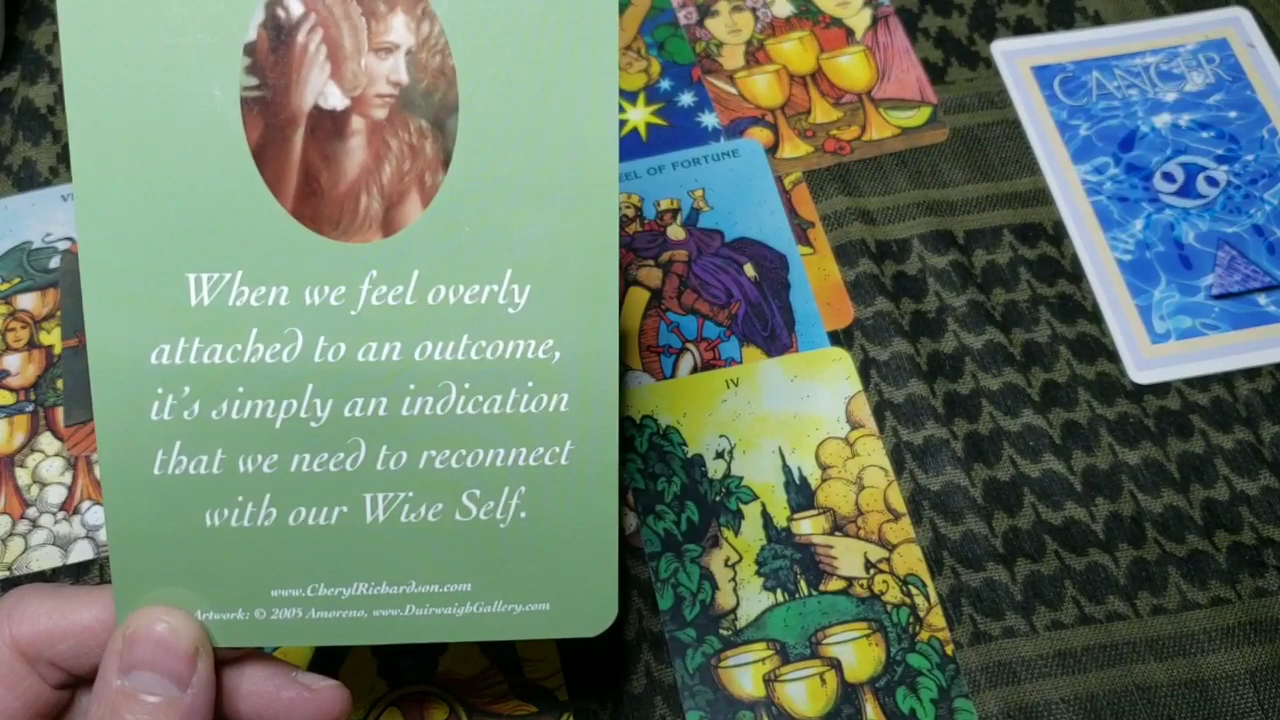 When we feel overly
attached to an outcome,
it's simply an indication
that we need to reconnect
with our Wise Self.
www.CherylRichardson.com
Artwork: © 2005 Amoreno, www.DuirwaighGallery.com
OF FORTUNE
IV
CANCER